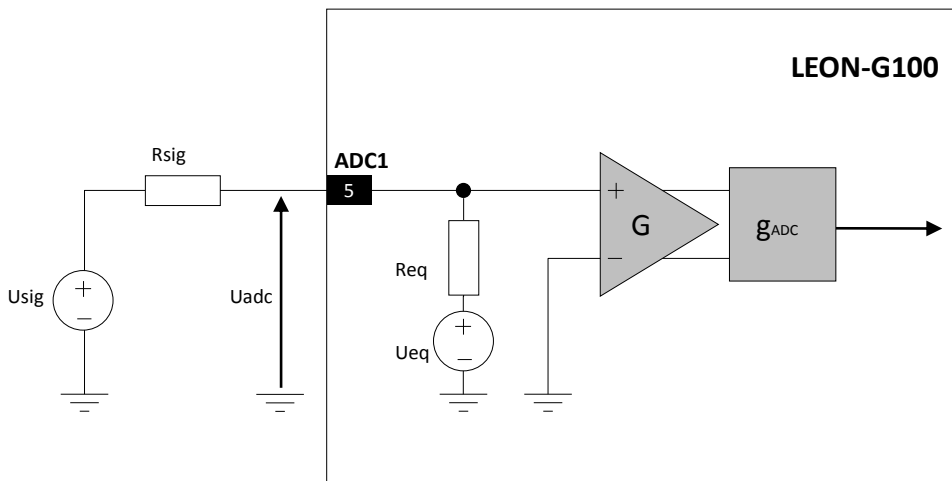 LEON-G100
Rsig
ADC1
5
+
G
−
gADC
Req
Usig
+
−
Uadc
+
−
Ueq